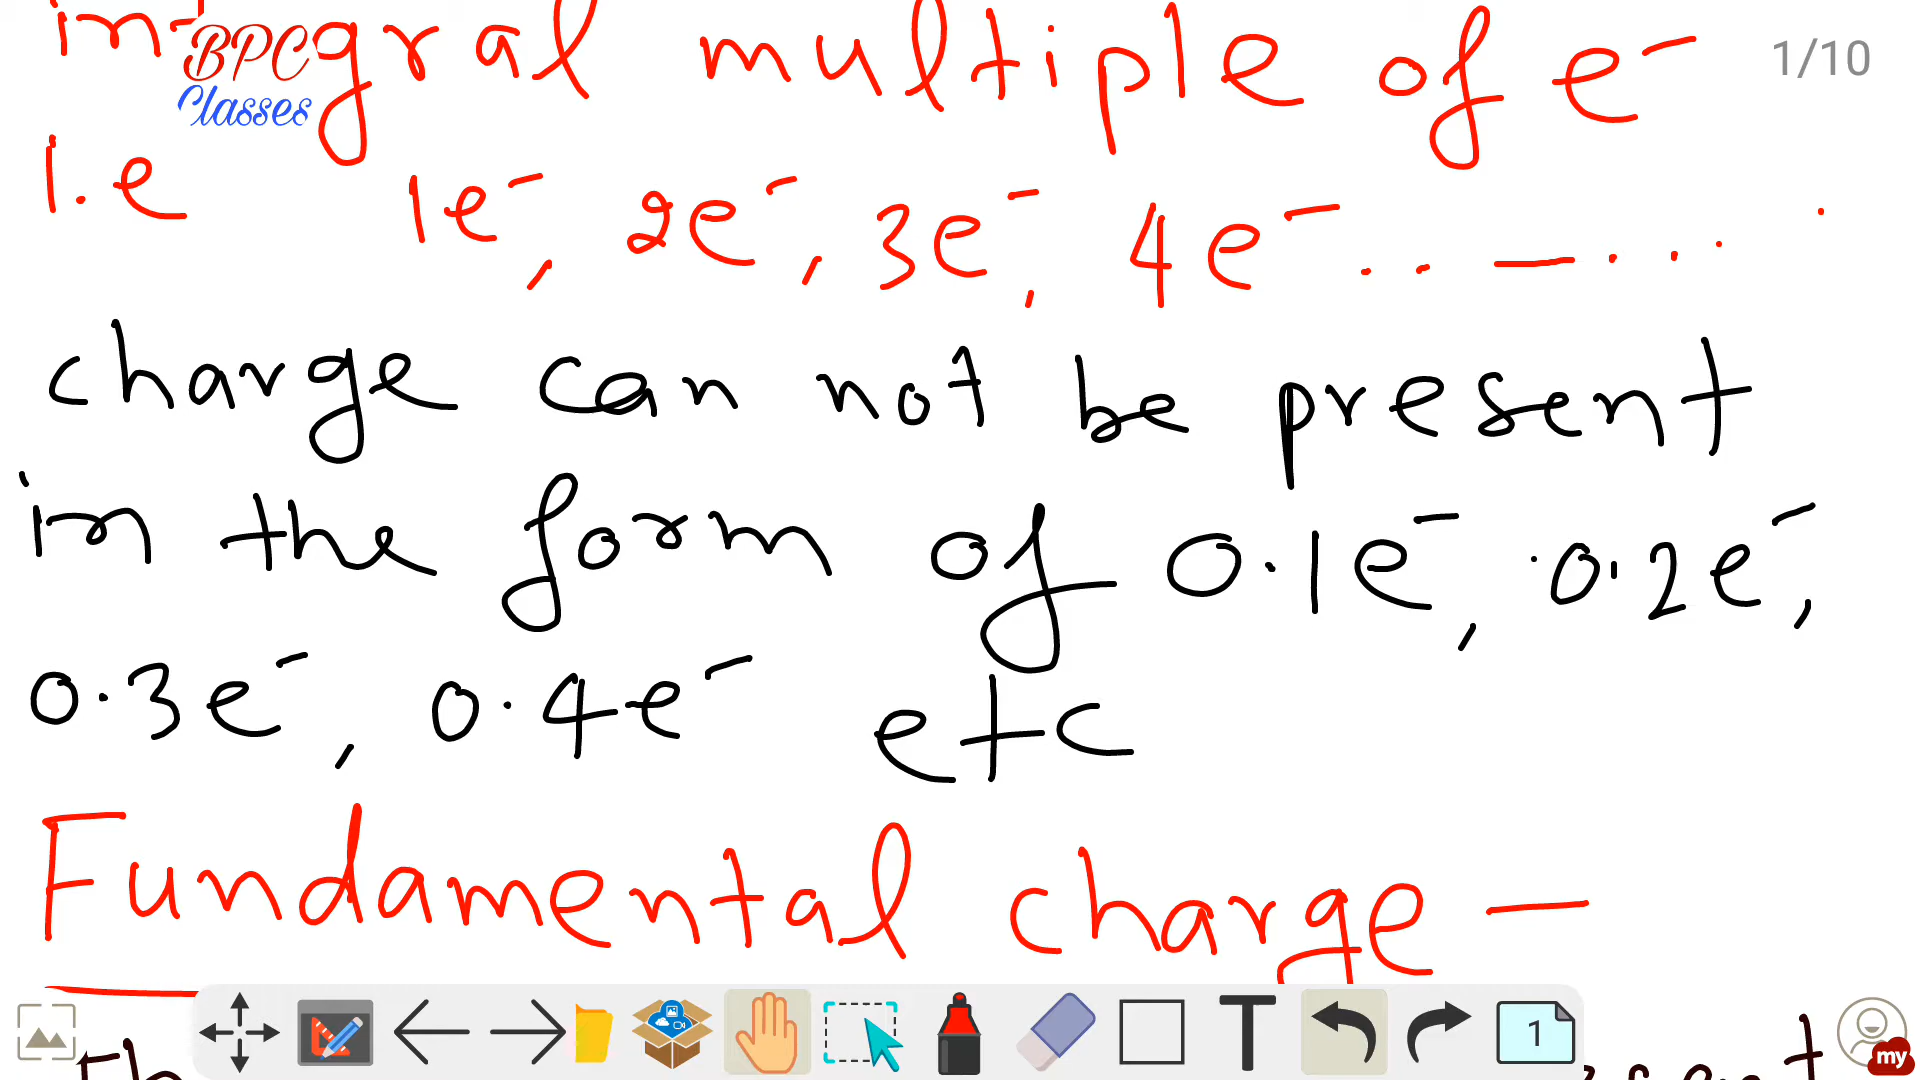 integral multiple of e⁻
1/10
BPC
Classes
i.e 1e⁻, 2e⁻, 3e⁻, 4e⁻ .. — ....
charge can not be present
in the form of 0.1e⁻, 0.2e⁻,
0.3e⁻, 0.4e⁻ etc
Fundamental charge —
T
1
my